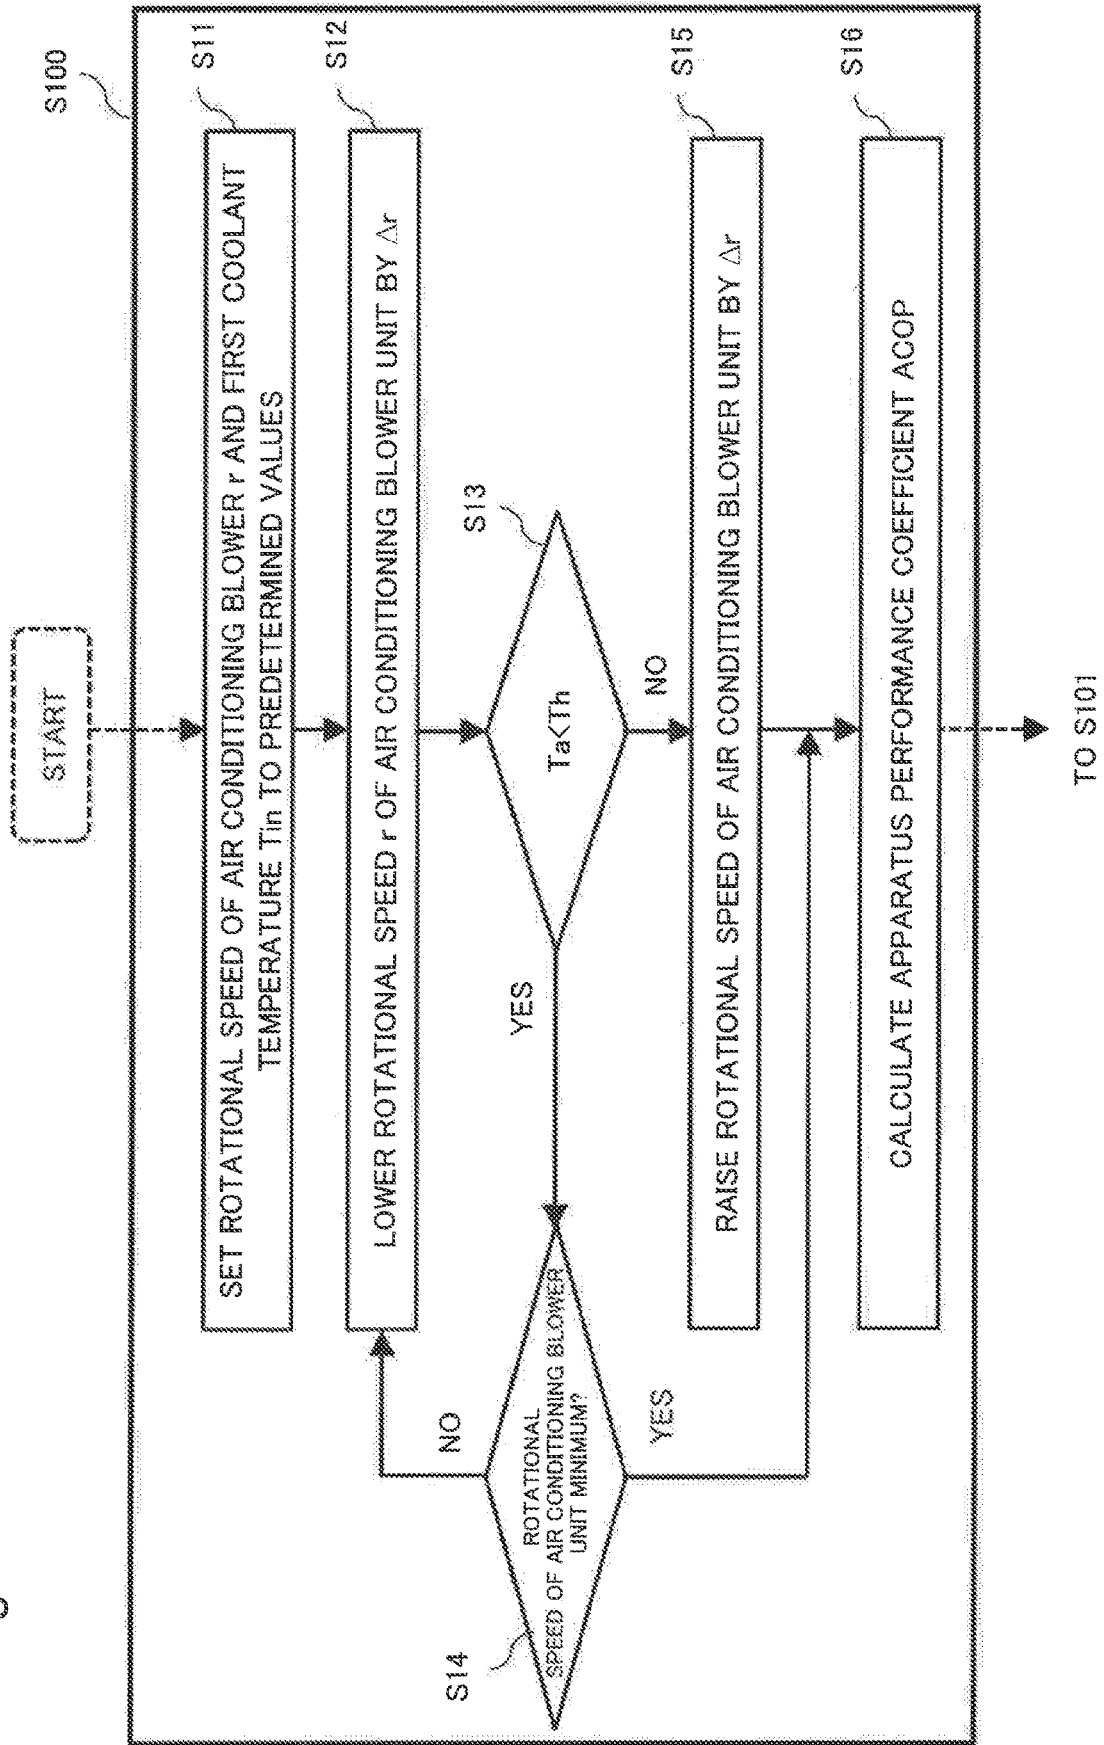 START
S100
SET ROTATIONAL SPEED OF AIR CONDITIONING BLOWER r AND FIRST COOLANT
TEMPERATURE Tin TO PREDETERMINED VALUES
S11
LOWER ROTATIONAL SPEED r OF AIR CONDITIONING BLOWER UNIT BY Δr
S12
Ta<Th
S13
YES
NO
ROTATIONAL
SPEED OF AIR CONDITIONING BLOWER
UNIT MINIMUM?
S14
NO
YES
RAISE ROTATIONAL SPEED OF AIR CONDITIONING BLOWER UNIT BY Δr
S15
CALCULATE APPARATUS PERFORMANCE COEFFICIENT ACOP
S16
TO S101